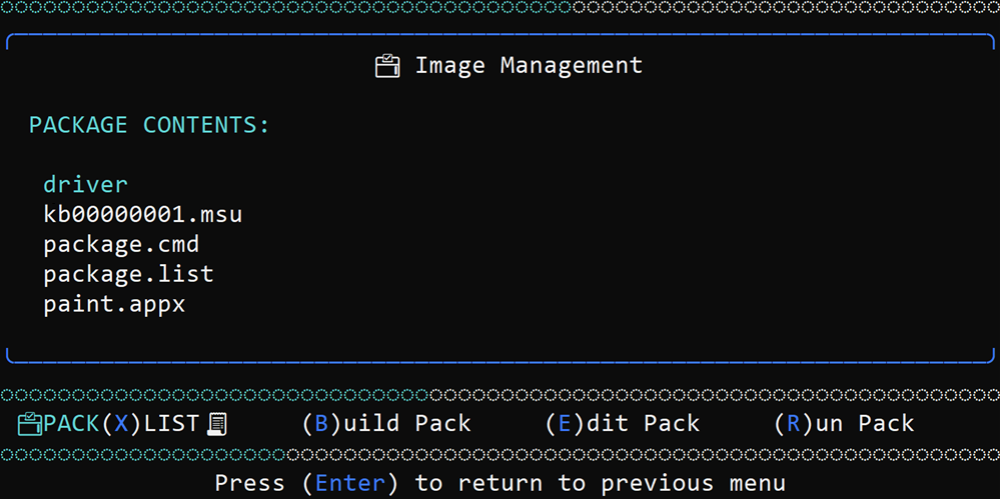 Image Management
PACKAGE CONTENTS:
driver
kb00000001.msu
package.cmd
package.list
paint.appx
PACK(X)LIST (B)uild Pack (E)dit Pack (R)un Pack
Press (Enter) to return to previous menu